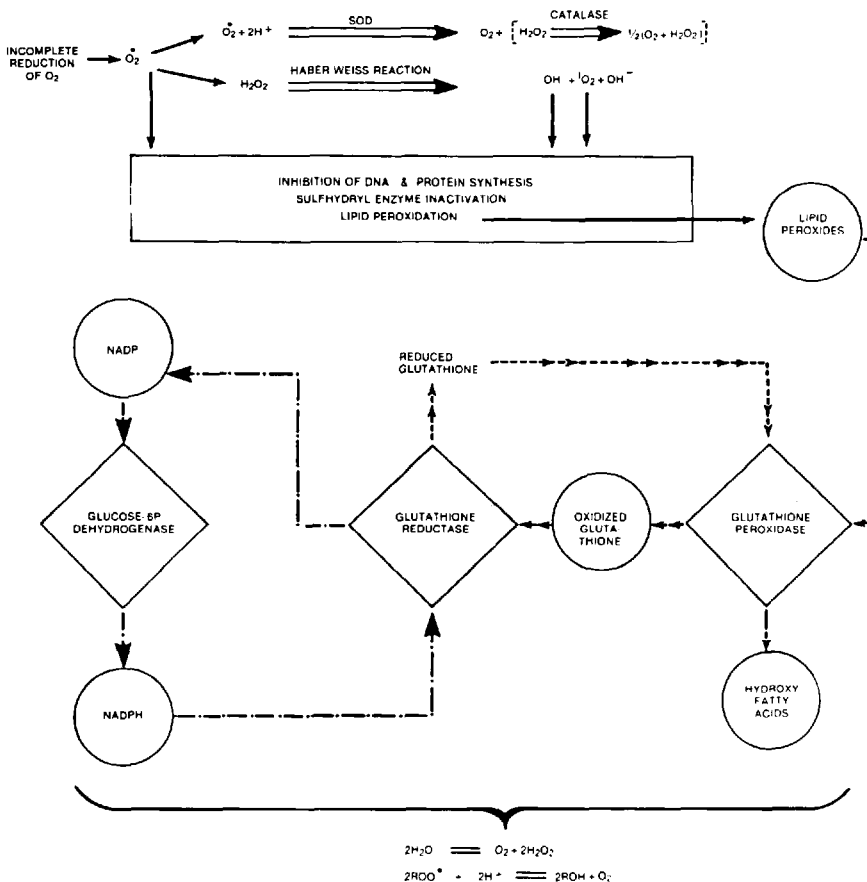 SOD
CATALASE
INCOMPLETE
REDUCTION
OF O₂
O₂•
O₂• + 2H⁺
O₂ + [H₂O₂
½(O₂ + H₂O₂)]
HABER WEISS REACTION
H₂O₂
OH + ¹O₂ + OH⁻
INHIBITION OF DNA & PROTEIN SYNTHESIS
SULFHYDRYL ENZYME INACTIVATION
LIPID PEROXIDATION
LIPID
PEROXIDES
NADP
REDUCED
GLUTATHIONE
GLUCOSE-6P
DEHYDROGENASE
GLUTATHIONE
REDUCTASE
OXIDIZED
GLUTA
THIONE
GLUTATHIONE
PEROXIDASE
NADPH
HYDROXY
FATTY
ACIDS
2H₂O = O₂ + 2H₂O₂
2ROO• + 2H⁺ = 2ROH + O₂